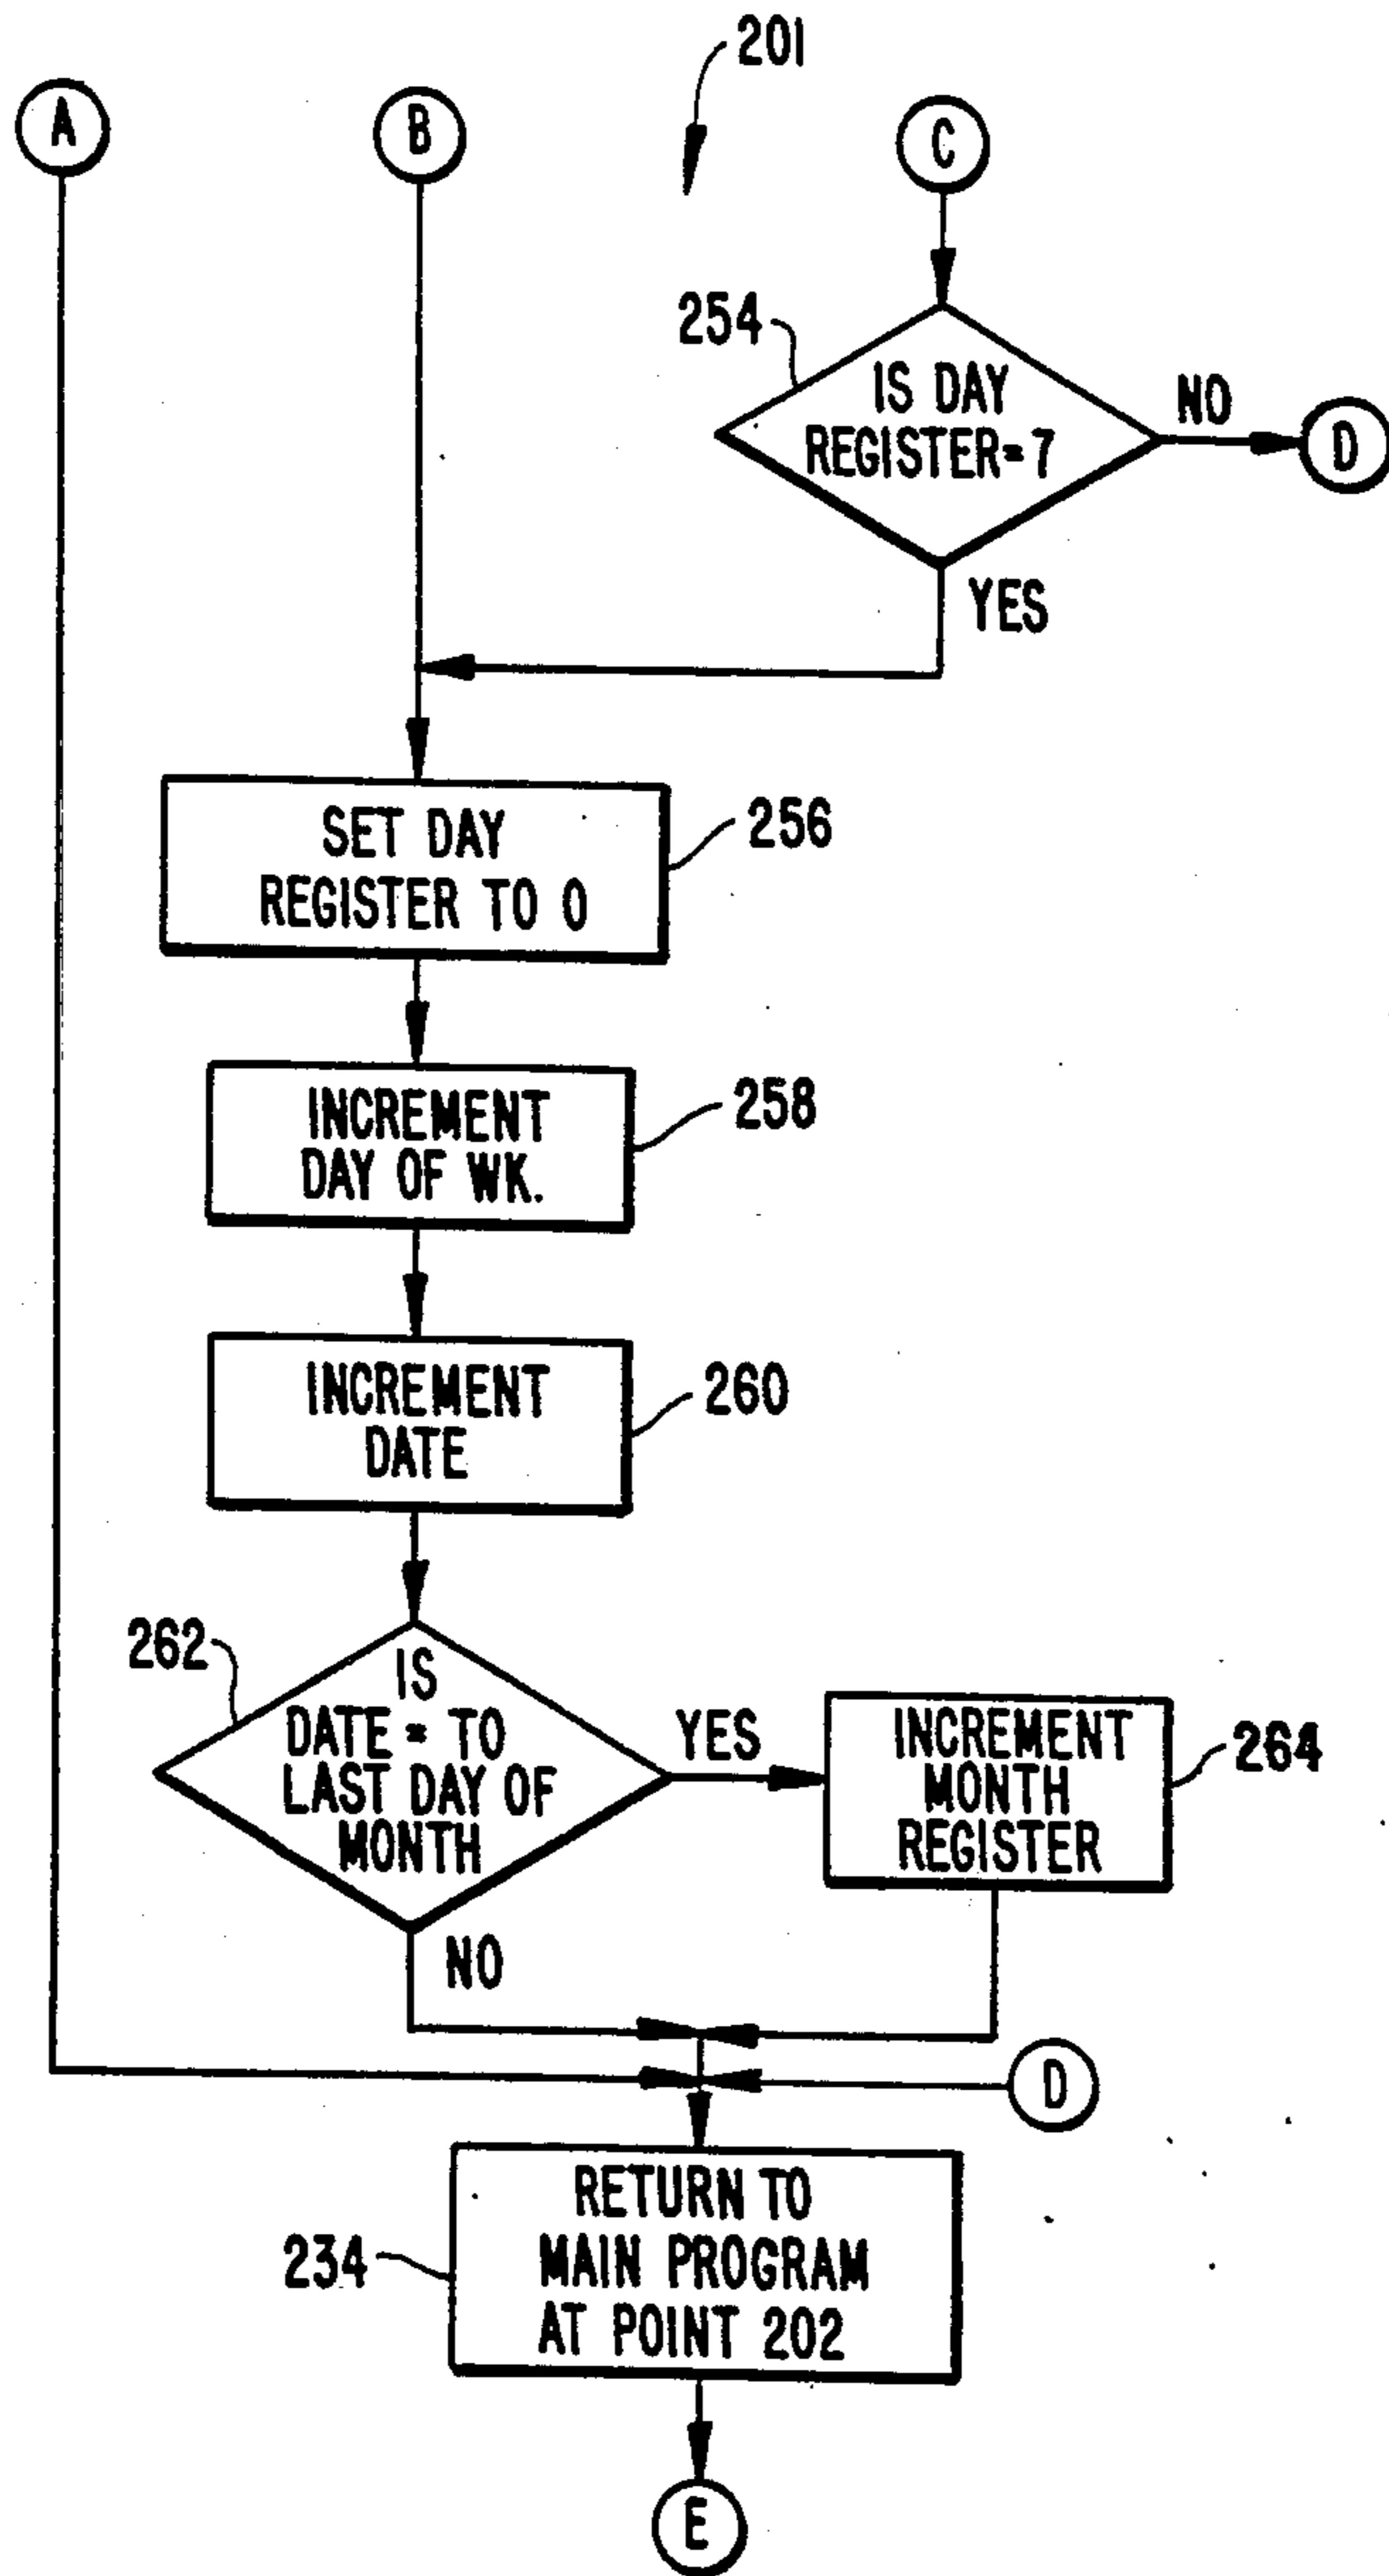 201
A
B
C
254
IS DAY
REGISTER = 7
NO
D
YES
SET DAY
REGISTER TO 0
256
INCREMENT
DAY OF WK.
258
INCREMENT
DATE
260
262
IS
DATE = TO
LAST DAY OF
MONTH
YES
INCREMENT
MONTH
REGISTER
264
NO
D
RETURN TO
MAIN PROGRAM
AT POINT 202
234
E